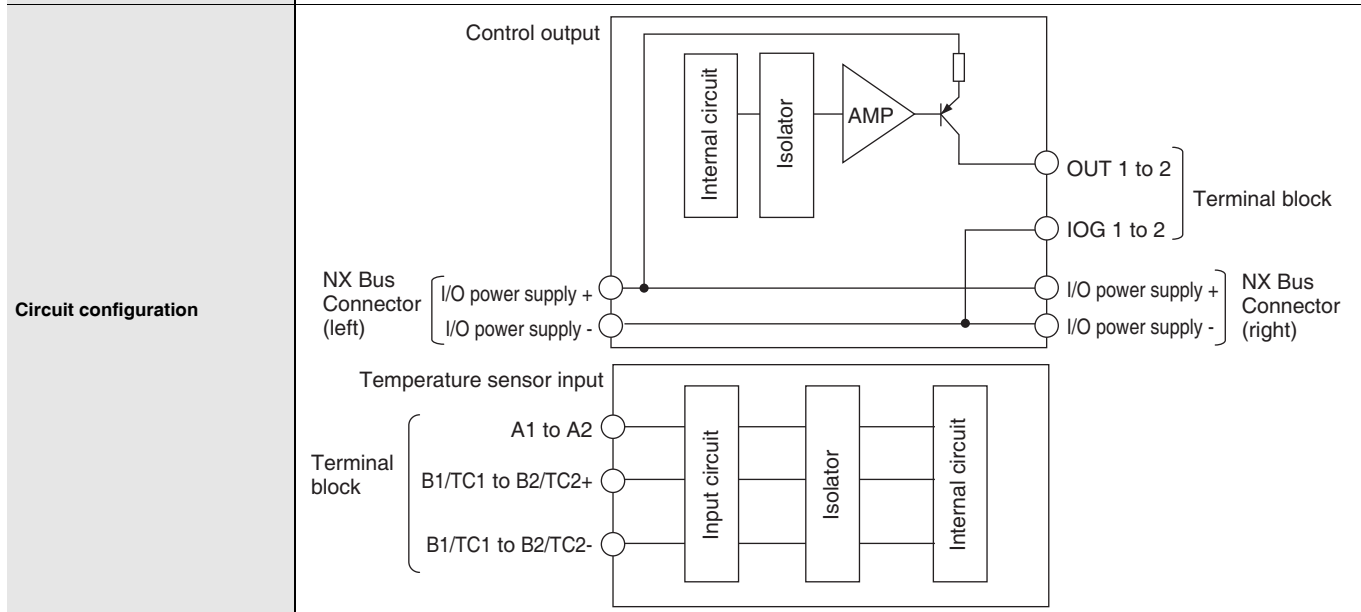 Circuit configuration
Control output
Internal circuit
Isolator
AMP
OUT 1 to 2
IOG 1 to 2
Terminal block
NX Bus
Connector
(left)
I/O power supply +
I/O power supply -
I/O power supply +
I/O power supply -
NX Bus
Connector
(right)
Temperature sensor input
Terminal
block
A1 to A2
B1/TC1 to B2/TC2+
B1/TC1 to B2/TC2-
Input circuit
Isolator
Internal circuit